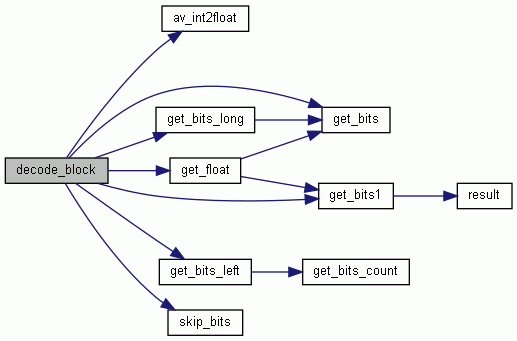 av_int2float
get_bits_long
get_bits
decode_block
get_float
get_bits1
result
get_bits_left
get_bits_count
skip_bits